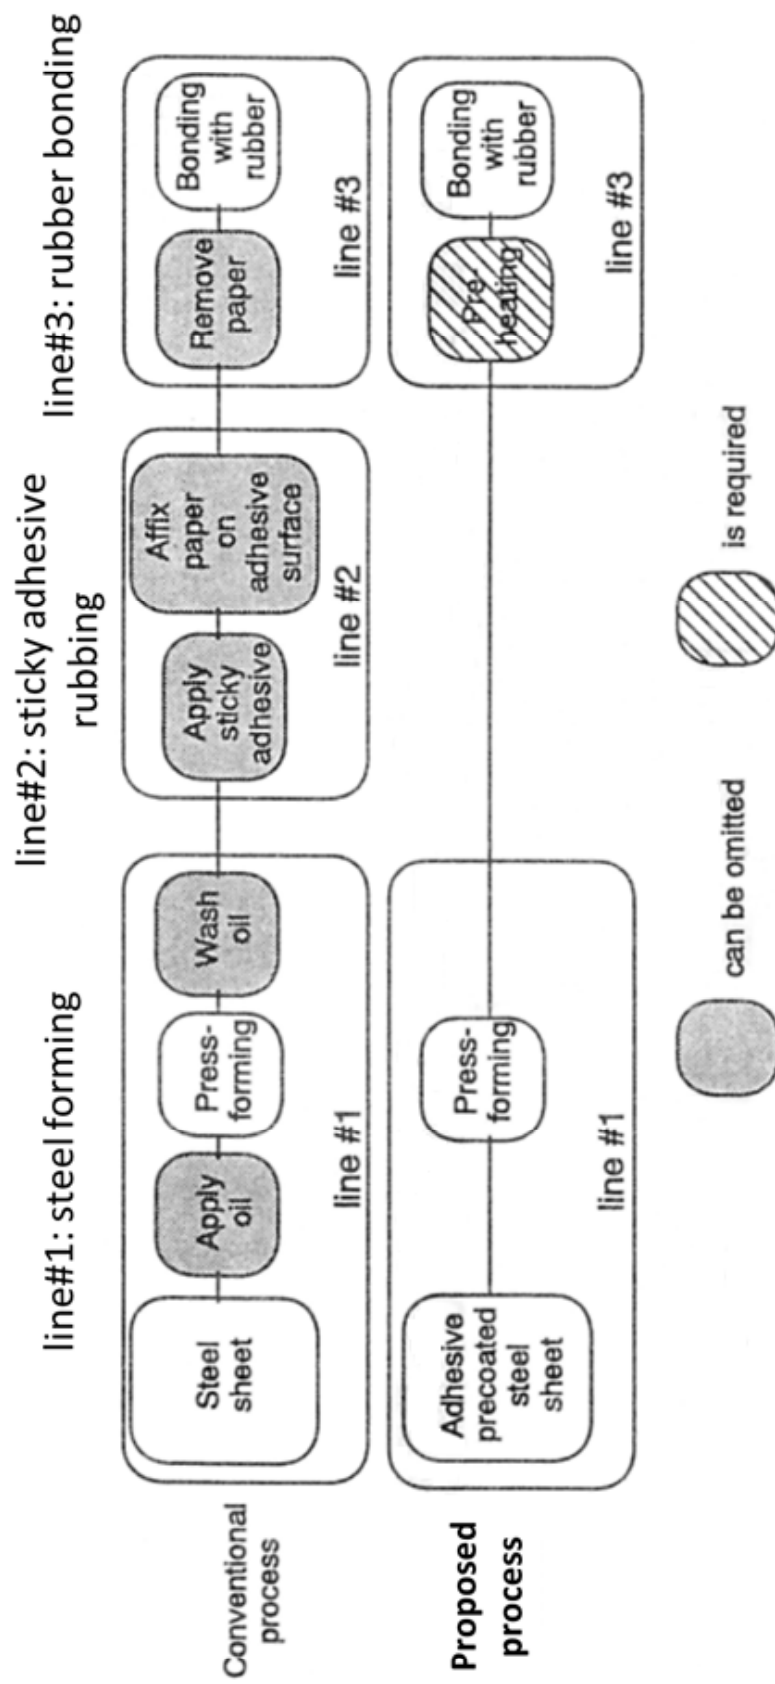 line#1: steel forming
line#2: sticky adhesive
rubbing
line#3: rubber bonding
Conventional
process
Steel
sheet
Apply
oil
Press-
forming
Wash
oil
line #1
Apply
sticky
adhesive
Affix
paper
on
adhesive
surface
line #2
Remove
paper
Bonding
with
rubber
line #3
Proposed
process
Adhesive
precoated
steel
sheet
Press-
forming
line #1
Pre-
heating
Bonding
with
rubber
line #3
can be omitted
is required